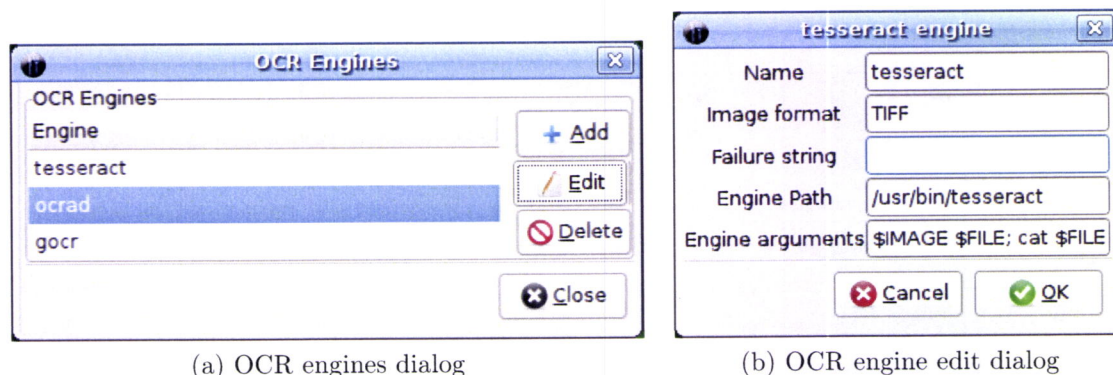 OCR Engines
OCR Engines
Engine
tesseract
ocrad
gocr
Add
Edit
Delete
Close
(a) OCR engines dialog
tesseract engine
Name tesseract
Image format TIFF
Failure string
Engine Path /usr/bin/tesseract
Engine arguments $IMAGE $FILE; cat $FILE
Cancel OK
(b) OCR engine edit dialog